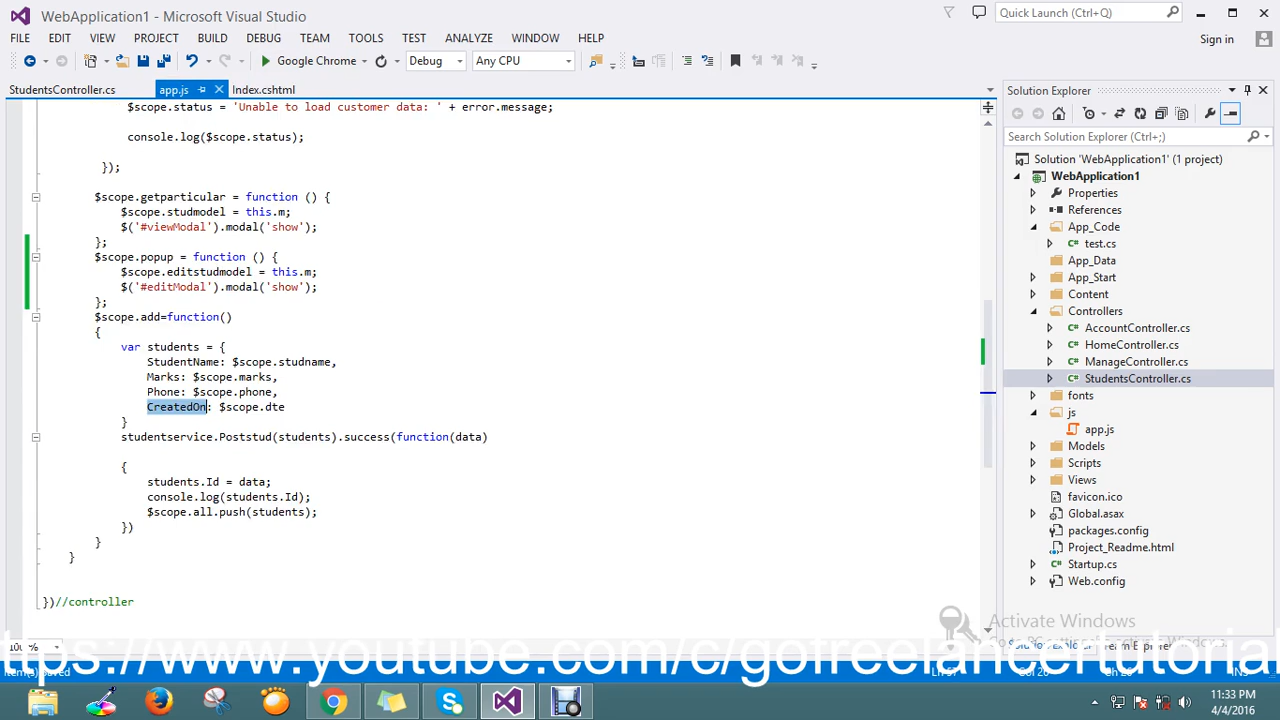 WebApplication1 - Microsoft Visual Studio
Quick Launch (Ctrl+Q)
FILE EDIT VIEW PROJECT BUILD DEBUG TEAM TOOLS TEST ANALYZE WINDOW HELP
Sign in
Google Chrome Debug Any CPU
StudentsController.cs app.js Index.cshtml
$scope.status = 'Unable to load customer data: ' + error.message;
console.log($scope.status);
});
$scope.getparticular = function () {
$scope.studmodel = this.m;
$('#viewModal').modal('show');
};
$scope.popup = function () {
$scope.editstudmodel = this.m;
$('#editModal').modal('show');
};
$scope.add=function()
{
var students = {
StudentName: $scope.studname,
Marks: $scope.marks,
Phone: $scope.phone,
CreatedOn: $scope.dte
}
studentservice.Poststud(students).success(function(data)
{
students.Id = data;
console.log(students.Id);
$scope.all.push(students);
})
}
}
})//controller
Solution Explorer
Search Solution Explorer (Ctrl+;)
Solution 'WebApplication1' (1 project)
WebApplication1
Properties
References
App_Code
test.cs
App_Data
App_Start
Content
Controllers
AccountController.cs
HomeController.cs
ManageController.cs
StudentsController.cs
fonts
js
app.js
Models
Scripts
Views
favicon.ico
Global.asax
packages.config
Project_Readme.html
Startup.cs
Web.config
Activate Windows
ttps://www.youtube.com/c/gofreelancertutorial
11:33 PM
4/4/2016